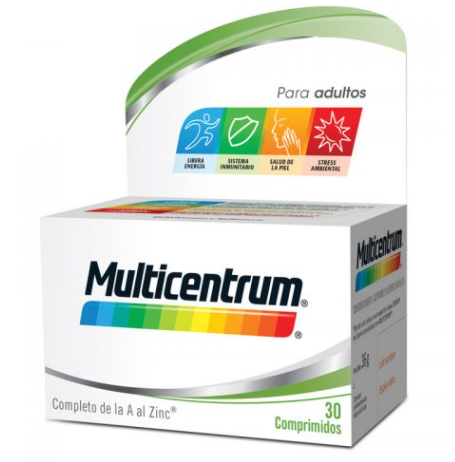 Para adultos
LIBERA
ENERGÍA
SISTEMA
INMUNITARIO
SALUD DE
LA PIEL
STRESS
AMBIENTAL
Multicentrum®
®
Completo de la A al Zinc®
30
Comprimidos
Multicentrum